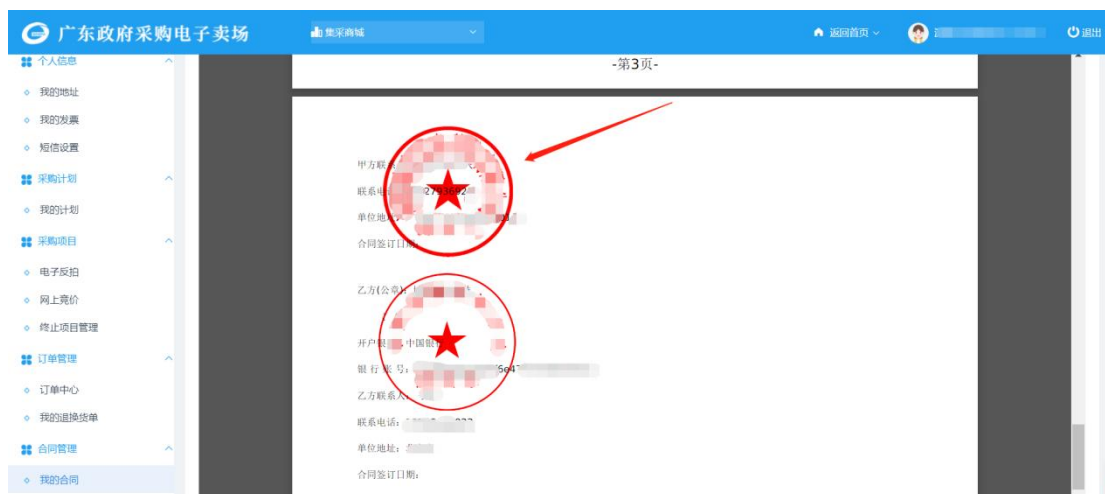 广东政府采购电子卖场
集采商城
返回首页
退出
个人信息
我的地址
我的发票
短信设置
采购计划
我的计划
采购项目
电子反拍
网上竞价
终止项目管理
订单管理
订单中心
我的退换货单
合同管理
我的合同
-第3页-
甲方联
联系电
单位地
合同签订日期
乙方(公章):
开户 中国银
银 行 账 号:
乙方联系人:
联系电话:
单位地址:
合同签订日期: